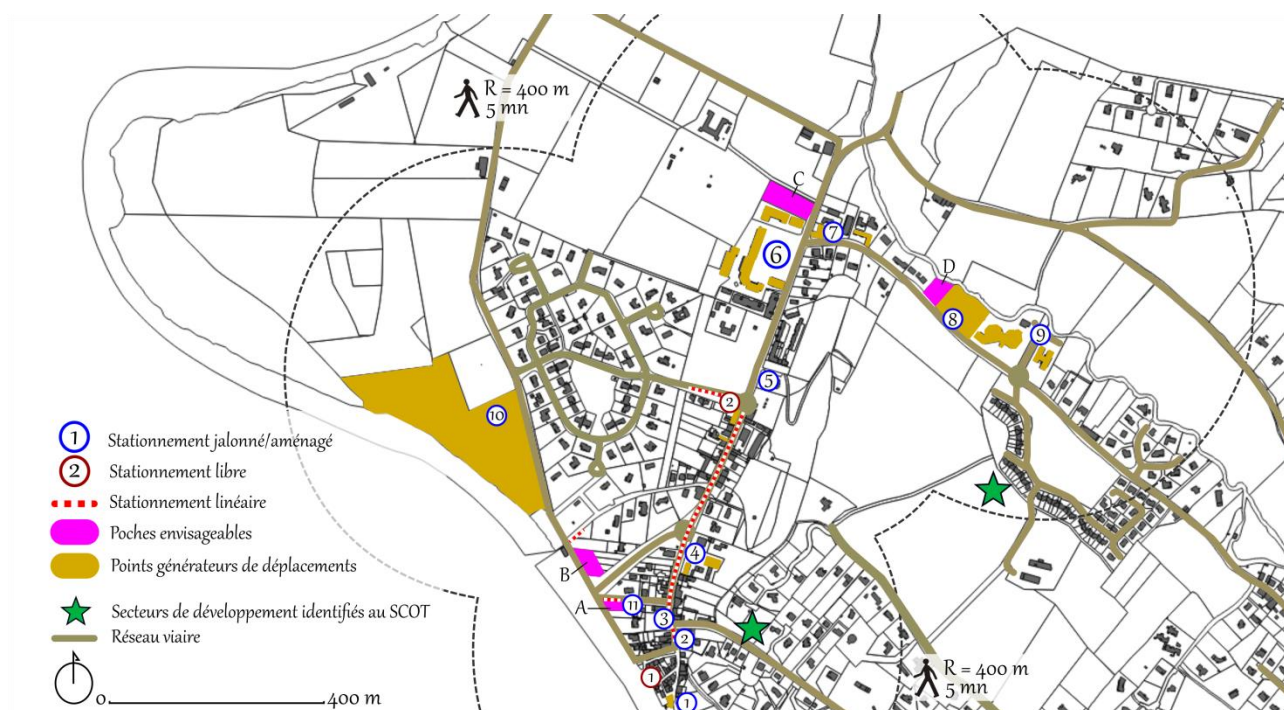 R = 400 m
5 mn
C
7
6
D
8
9
5
2
10
1 Stationnement jalonné/aménagé
2 Stationnement libre
Stationnement linéaire
Poches envisageables
Points générateurs de déplacements
Secteurs de développement identifiés au SCOT
Réseau viaire
0 400 m
4
B
A
11
3
2
1
1
R = 400 m
5 mn